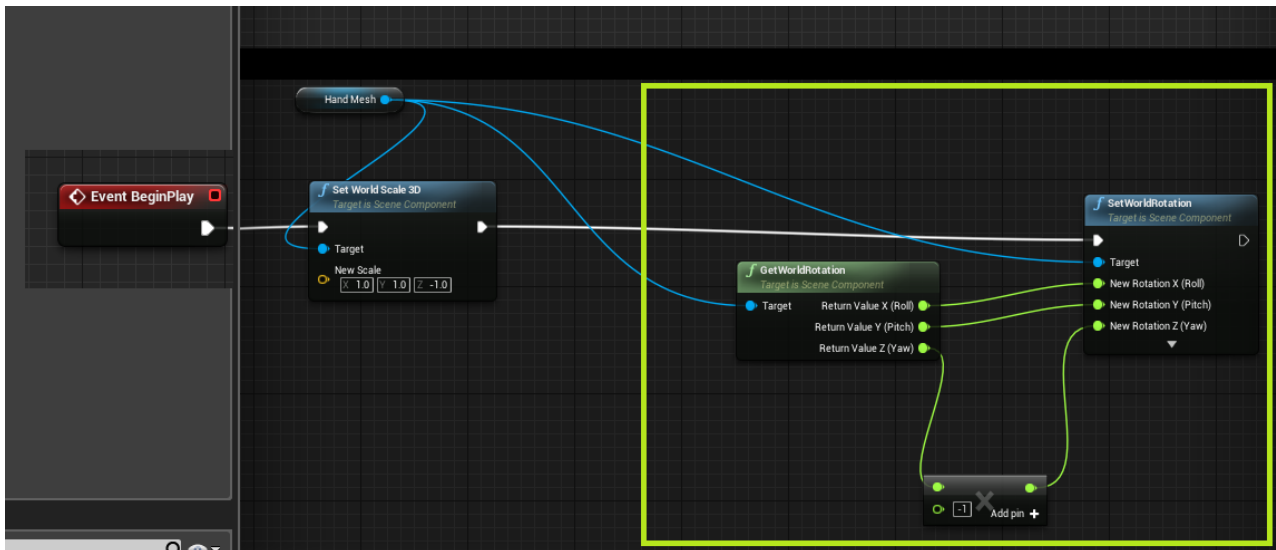 Hand Mesh
Event BeginPlay
f Set World Scale 3D
Target is Scene Component
Target
New Scale
X 1.0 Y 1.0 Z -1.0
f GetWorldRotation
Target is Scene Component
Target Return Value X (Roll)
Return Value Y (Pitch)
Return Value Z (Yaw)
f SetWorldRotation
Target is Scene Component
Target
New Rotation X (Roll)
New Rotation Y (Pitch)
New Rotation Z (Yaw)
-1 Add pin +